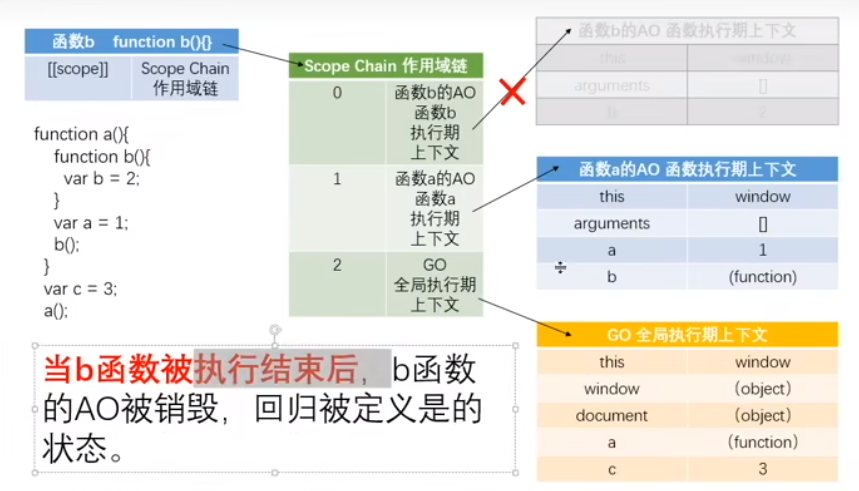 函数b function b(){}
[[scope]] Scope Chain
作用域链
function a(){
function b(){
var b = 2;
}
var a = 1;
b();
}
var c = 3;
a();
Scope Chain 作用域链
0 函数b的AO
函数b
执行期
上下文
1 函数a的AO
函数a
执行期
上下文
2 GO
全局执行期
上下文
函数b的AO 函数执行期上下文
this window
arguments []
2
函数a的AO 函数执行期上下文
this window
arguments []
a 1
b (function)
GO 全局执行期上下文
this window
window (object)
document (object)
a (function)
c 3
当b函数被执行结束后，b函数
的AO被销毁，回归被定义是的
状态。